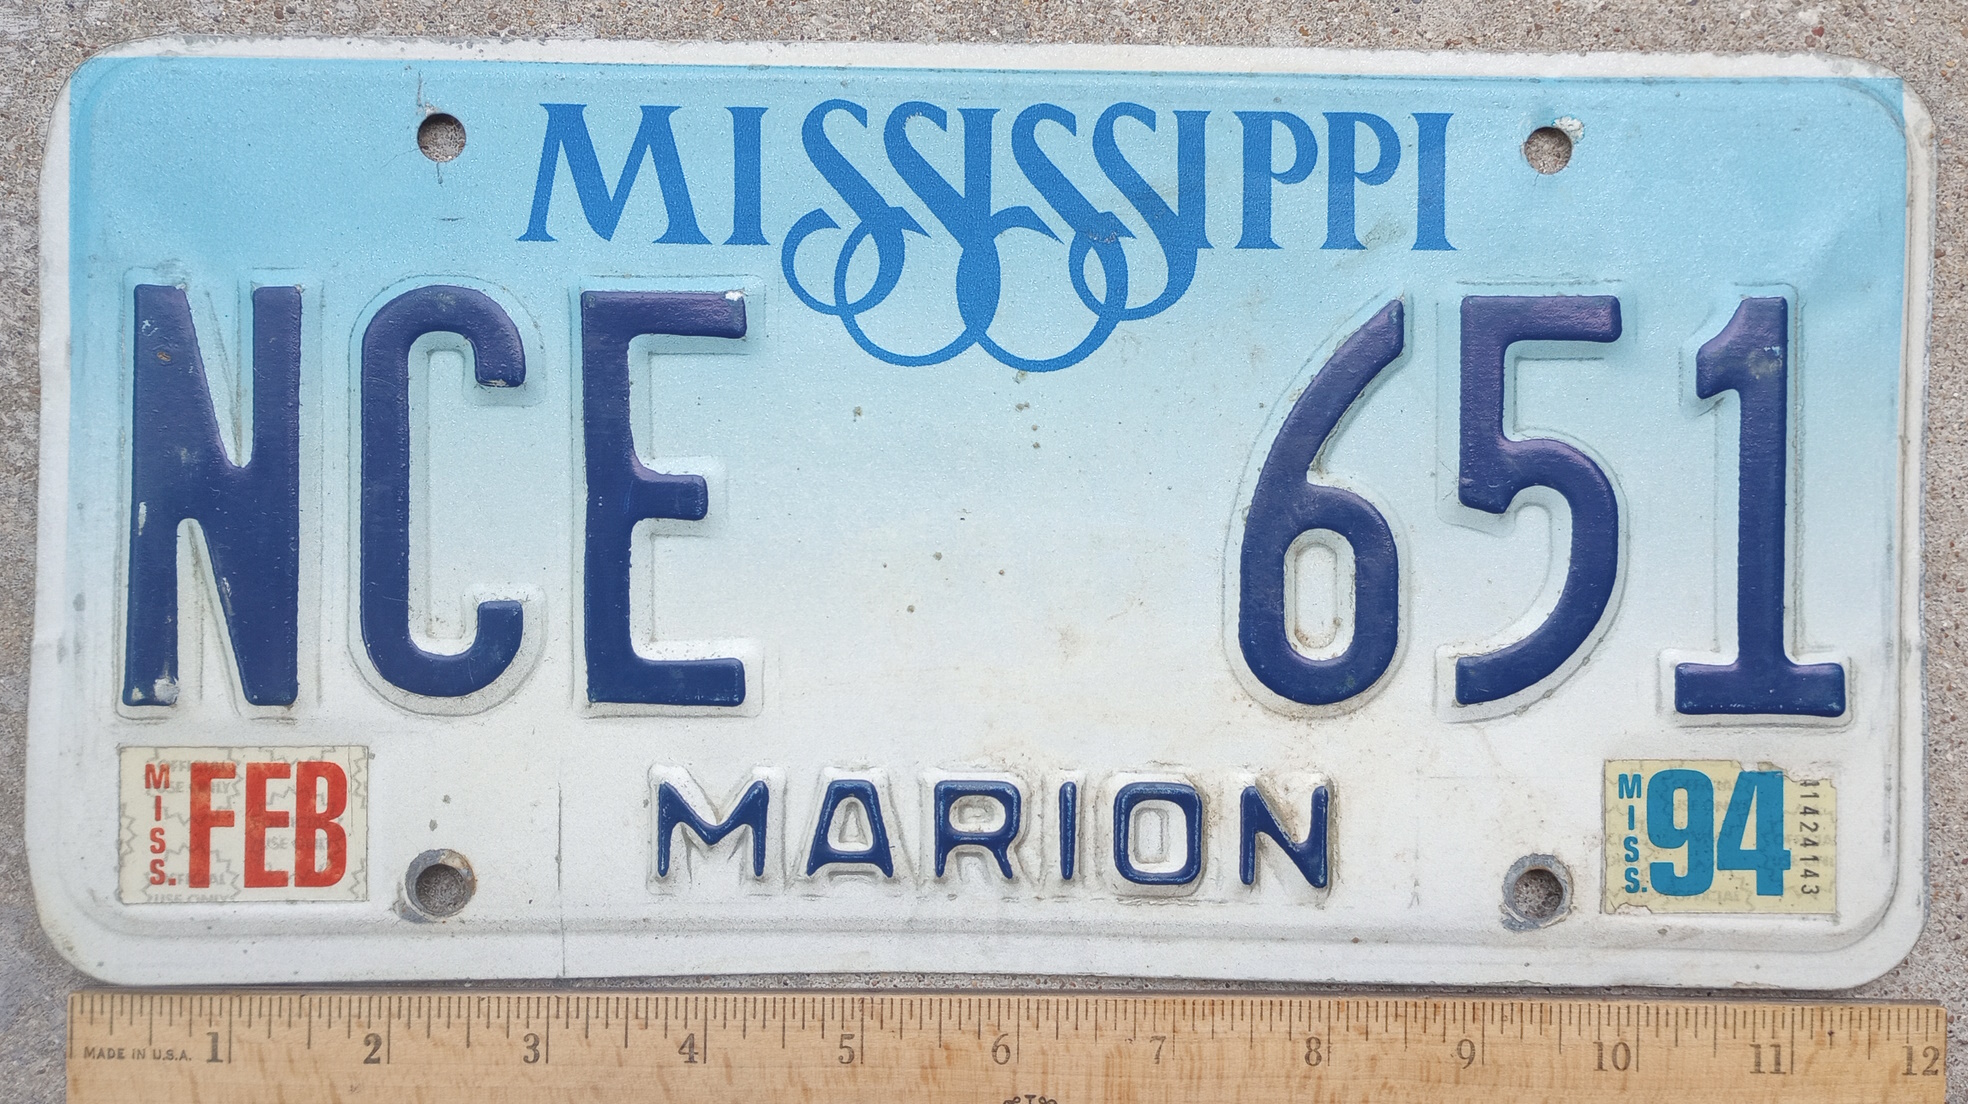 MISSISSIPPI
NCE 651
MISS. FEB
MARION
MISS. 94
11424143
MADE IN U.S.A. 1 2 3 4 5 6 7 8 9 10 11 12